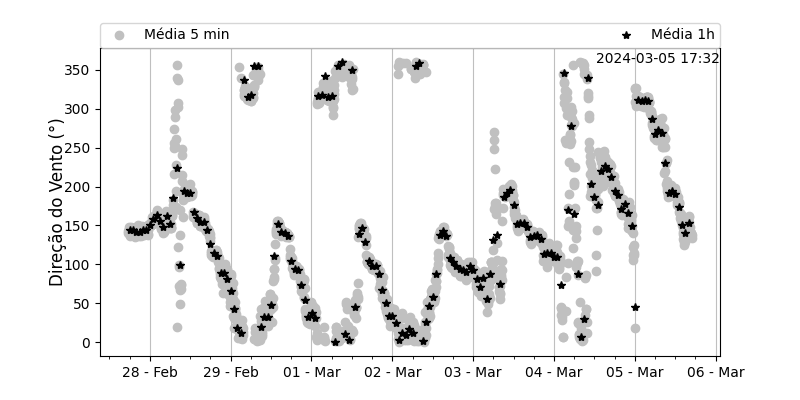 Média 5 min
Média 1h
2024-03-05 17:32
Direção do Vento (°)
350
300
250
200
150
100
50
0
28 - Feb
29 - Feb
01 - Mar
02 - Mar
03 - Mar
04 - Mar
05 - Mar
06 - Mar